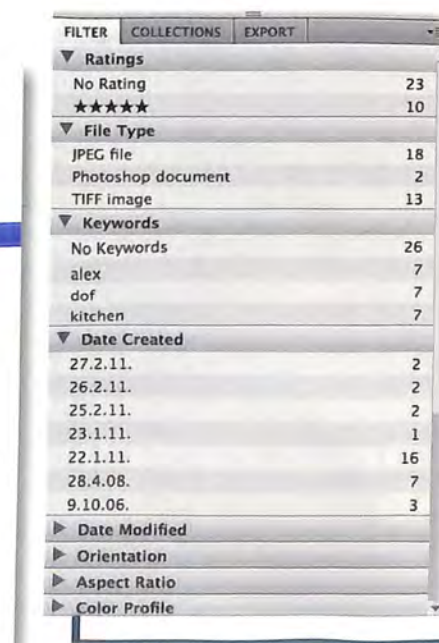 FILTER COLLECTIONS EXPORT
Ratings
No Rating 23
★★★★★ 10
File Type
JPEG file 18
Photoshop document 2
TIFF image 13
Keywords
No Keywords 26
alex 7
dof 7
kitchen 7
Date Created
27.2.11. 2
26.2.11. 2
25.2.11. 2
23.1.11. 1
22.1.11. 16
28.4.08. 7
9.10.06. 3
Date Modified
Orientation
Aspect Ratio
Color Profile